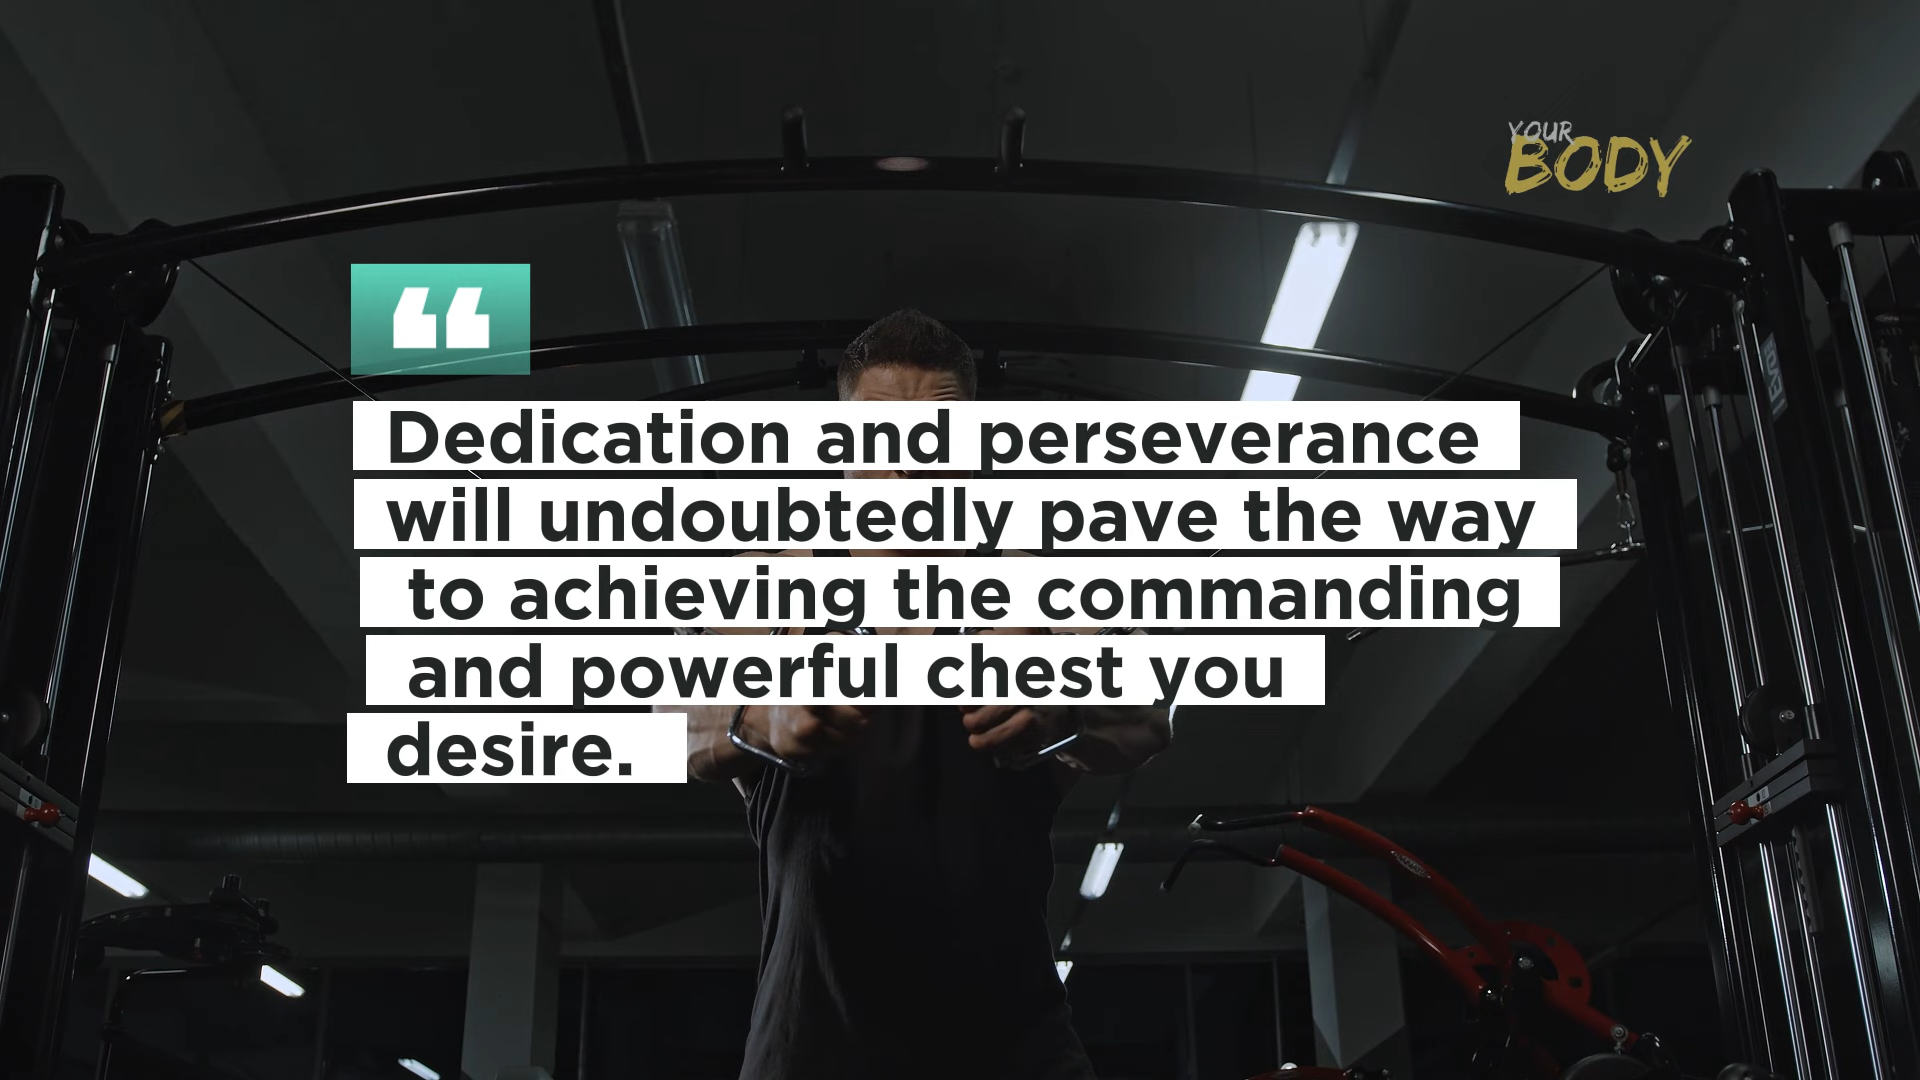 YOUR
BODY
“
Dedication and perseverance
will undoubtedly pave the way
to achieving the commanding
and powerful chest you
desire.